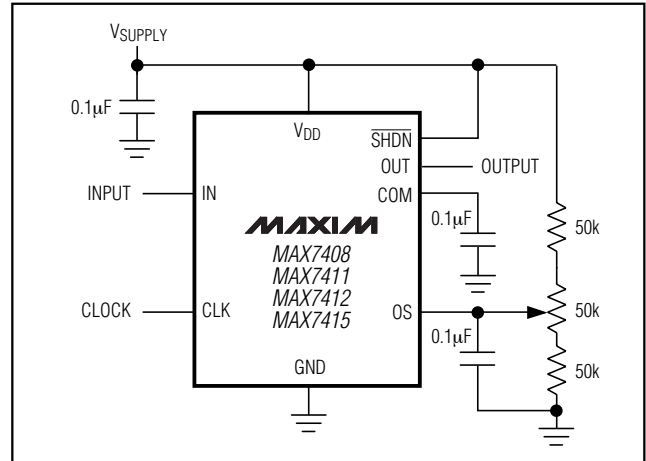 VSUPPLY
0.1μF
VDD
SHDN
OUT
OUTPUT
INPUT
IN
COM
MAXIM
0.1μF
50k
MAX7408
MAX7411
MAX7412
MAX7415
CLOCK
CLK
OS
50k
0.1μF
GND
50k